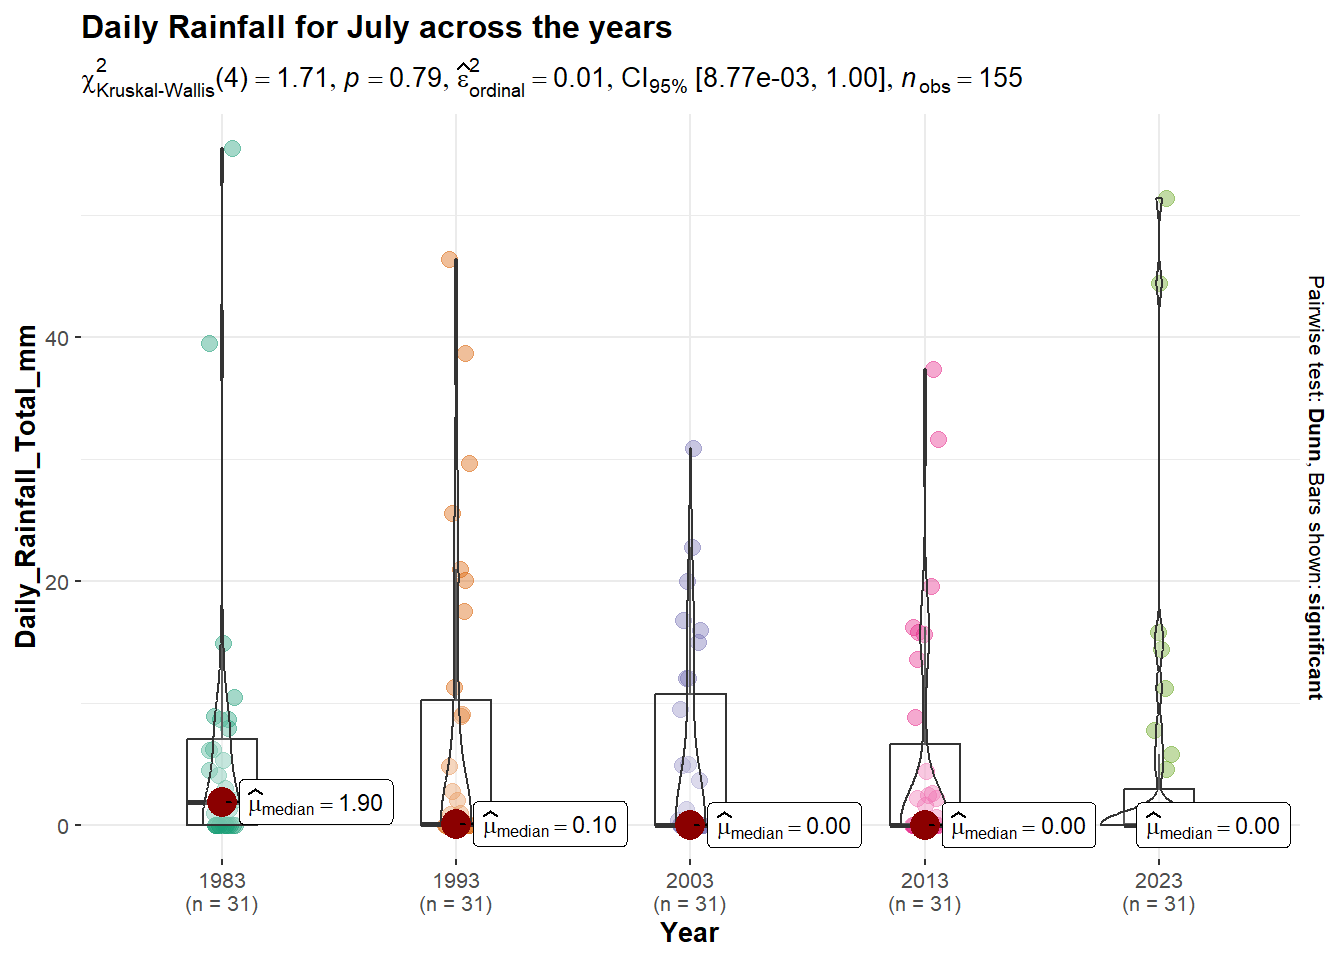 Daily Rainfall for July across the years
χ²Kruskal-Wallis(4) = 1.71, p = 0.79, ε̂²ordinal = 0.01, CI95% [8.77e-03, 1.00], nobs = 155
Daily_Rainfall_Total_mm
40
20
0
μ̂median = 1.90
μ̂median = 0.10
μ̂median = 0.00
μ̂median = 0.00
μ̂median = 0.00
1983
(n = 31)
1993
(n = 31)
2003
(n = 31)
2013
(n = 31)
2023
(n = 31)
Year
Pairwise test: Dunn, Bars shown: significant